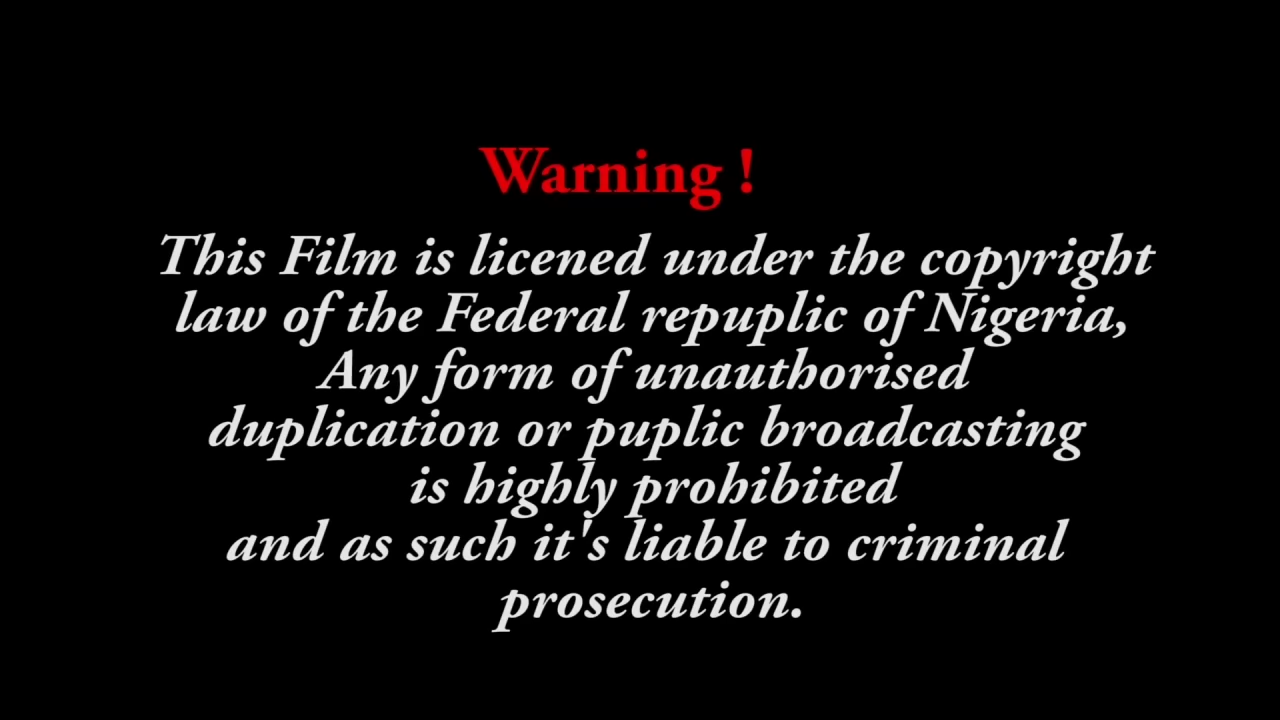 Warning !
This Film is licened under the copyright
law of the Federal repuplic of Nigeria,
Any form of unauthorised
duplication or puplic broadcasting
is highly prohibited
and as such it's liable to criminal
prosecution.